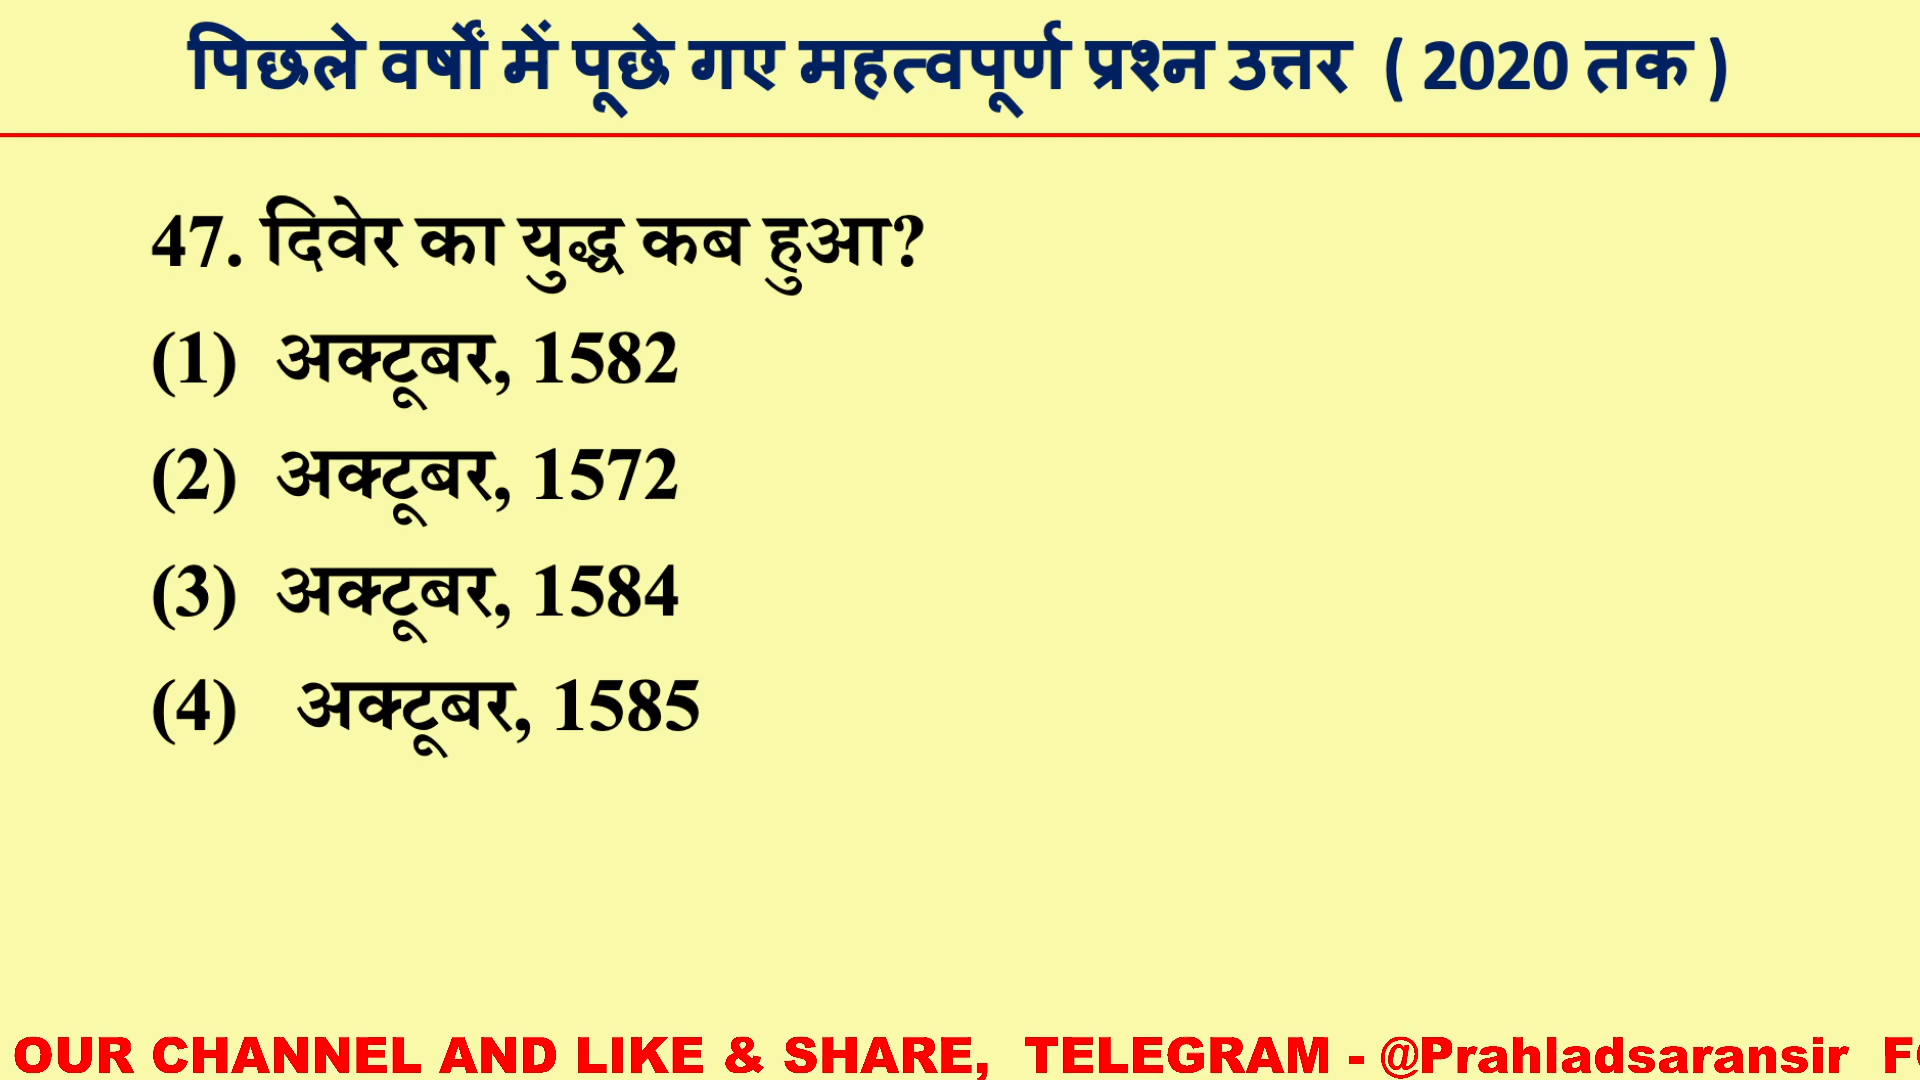 पिछले वर्षों में पूछे गए महत्वपूर्ण प्रश्न उत्तर ( 2020 तक )
47. दिवेर का युद्ध कब हुआ?
(1) अक्टूबर, 1582
(2) अक्टूबर, 1572
(3) अक्टूबर, 1584
(4) अक्टूबर, 1585
OUR CHANNEL AND LIKE & SHARE, TELEGRAM - @Prahladsaransir